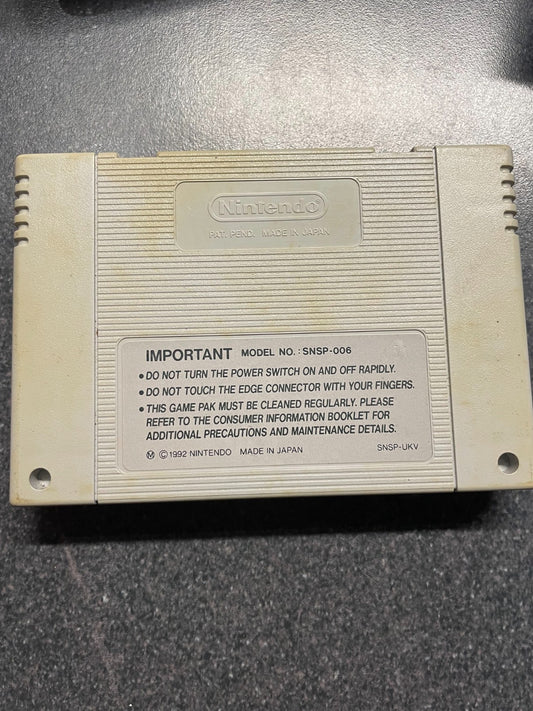 Nintendo
PAT. PEND. MADE IN JAPAN
IMPORTANT MODEL NO. : SNSP-006
• DO NOT TURN THE POWER SWITCH ON AND OFF RAPIDLY.
• DO NOT TOUCH THE EDGE CONNECTOR WITH YOUR FINGERS.
• THIS GAME PAK MUST BE CLEANED REGULARLY. PLEASE
REFER TO THE CONSUMER INFORMATION BOOKLET FOR
ADDITIONAL PRECAUTIONS AND MAINTENANCE DETAILS.
Ⓜ © 1992 NINTENDO MADE IN JAPAN SNSP-UKV